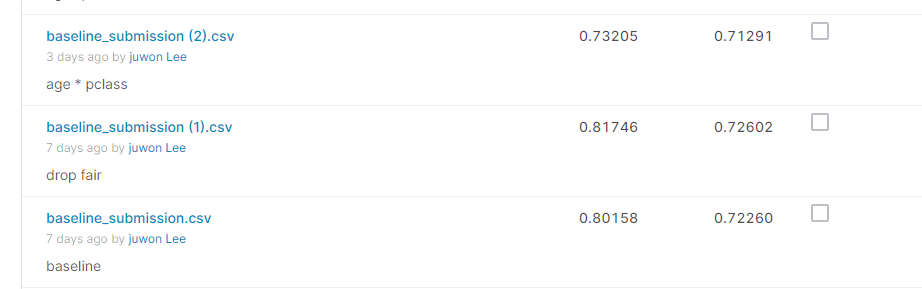 baseline_submission (2).csv 0.73205 0.71291
3 days ago by juwon Lee
age * pclass
baseline_submission (1).csv 0.81746 0.72602
7 days ago by juwon Lee
drop fair
baseline_submission.csv 0.80158 0.72260
7 days ago by juwon Lee
baseline